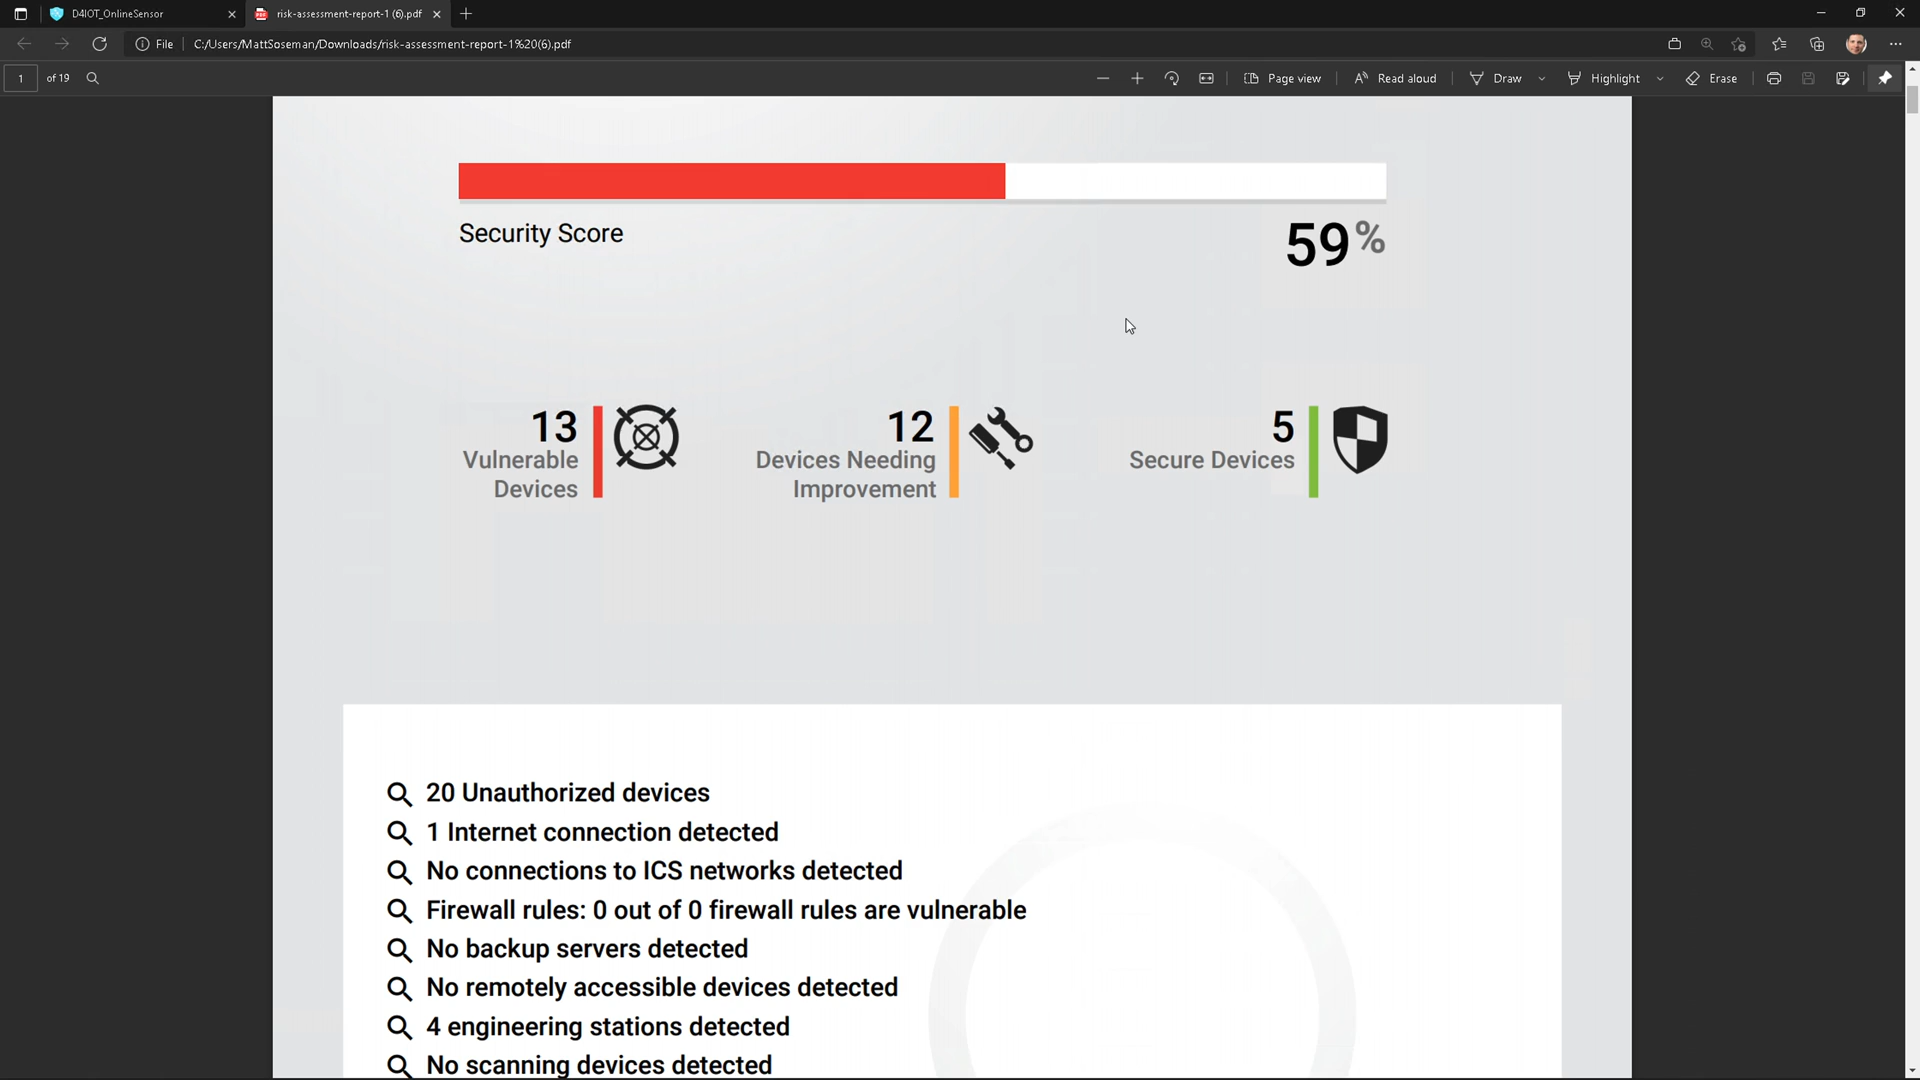 D4IOT_OnlineSensor
risk-assessment-report-1 (6).pdf
File
C:/Users/MattSoseman/Downloads/risk-assessment-report-1%20(6).pdf
1 of 19
Page view
Read aloud
Draw
Highlight
Erase
Security Score
59%
13
Vulnerable
Devices
12
Devices Needing
Improvement
5
Secure Devices
20 Unauthorized devices
1 Internet connection detected
No connections to ICS networks detected
Firewall rules: 0 out of 0 firewall rules are vulnerable
No backup servers detected
No remotely accessible devices detected
4 engineering stations detected
No scanning devices detected